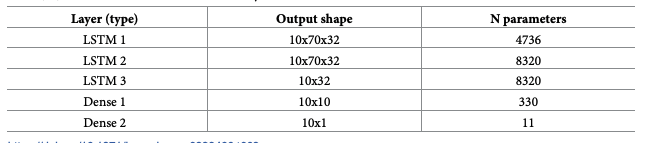 Layer (type) Output shape N parameters
LSTM 1 10x70x32 4736
LSTM 2 10x70x32 8320
LSTM 3 10x32 8320
Dense 1 10x10 330
Dense 2 10x1 11